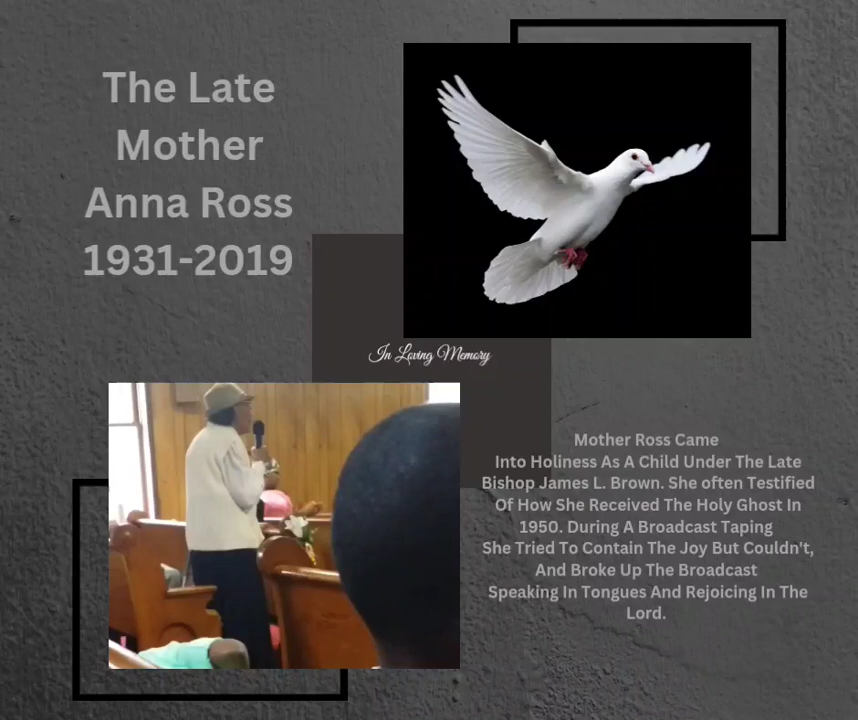 The Late
Mother
Anna Ross
1931-2019
In Loving Memory
Mother Ross Came
Into Holiness As A Child Under The Late
Bishop James L. Brown. She often Testified
Of How She Received The Holy Ghost In
1950. During A Broadcast Taping
She Tried To Contain The Joy But Couldn't,
And Broke Up The Broadcast
Speaking In Tongues And Rejoicing In The
Lord.